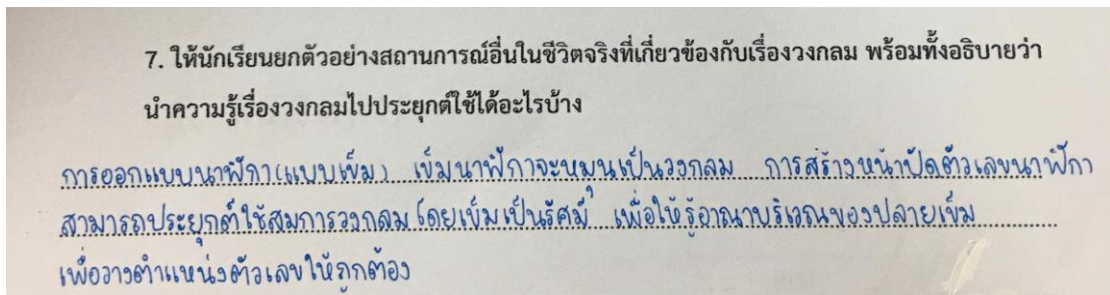 7. ให้นักเรียนยกตัวอย่างสถานการณ์อื่นในชีวิตจริงที่เกี่ยวข้องกับเรื่องวงกลม พร้อมทั้งอธิบายว่า
นำความรู้เรื่องวงกลมไปประยุกต์ใช้ได้อะไรบ้าง
การออกแบบนาฬิกา(แบบเข็ม) เข็มนาฬิกาจะหมุนเป็นวงกลม การสร้างหน้าปัดตัวเลขนาฬิกา
สามารถประยุกต์ใช้สมการวงกลม โดยเข็มเป็นรัศมี เพื่อให้รู้อาณาบริเวณของปลายเข็ม
เพื่อวางตำแหน่งตัวเลขให้ถูกต้อง